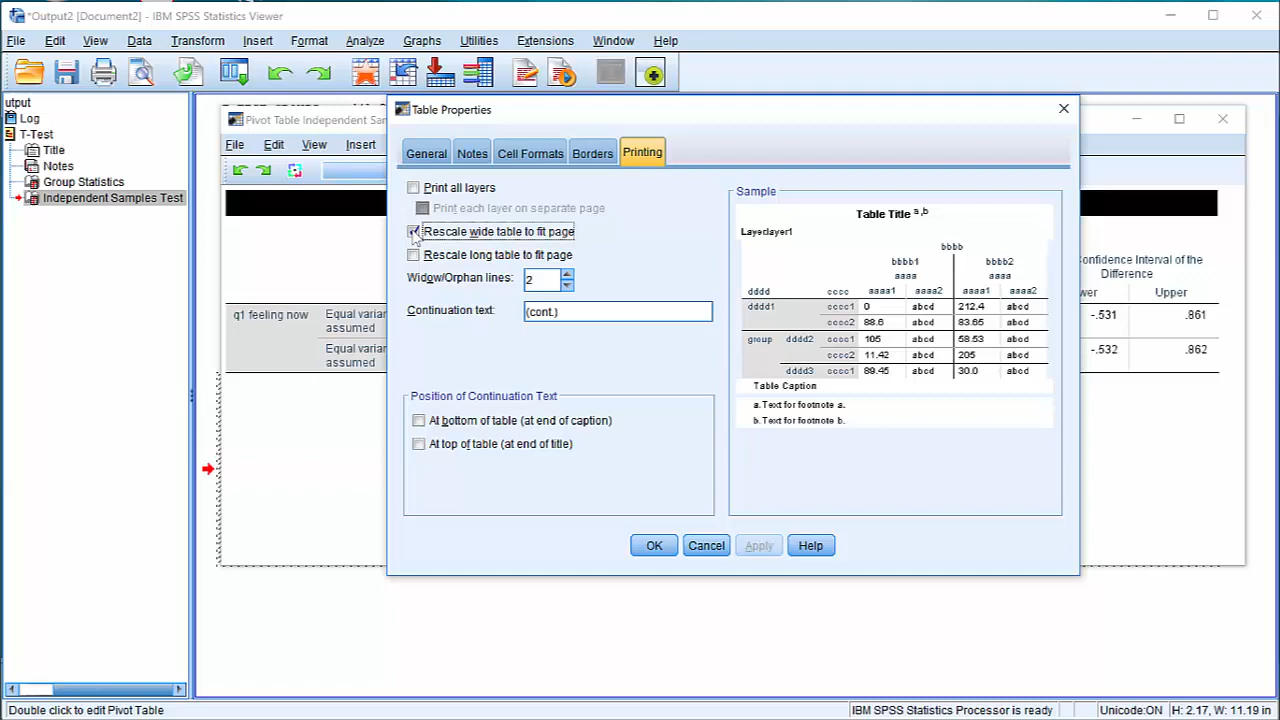 *Output2 [Document2] - IBM SPSS Statistics Viewer
File Edit View Data Transform Insert Format Analyze Graphs Utilities Extensions Window Help
utput
Log
T-Test
Title
Notes
Group Statistics
Independent Samples Test
Pivot Table Independent Sam
File Edit View Insert
q1 feeling now
Equal varian
assumed
Equal varian
assumed
Table Properties
General Notes Cell Formats Borders Printing
Print all layers
Print each layer on separate page
Rescale wide table to fit page
Rescale long table to fit page
Widow/Orphan lines: 2
Continuation text: (cont.)
Position of Continuation Text
At bottom of table (at end of caption)
At top of table (at end of title)
Sample
Table Title a,b
Layerclayer1
bbbb
bbbb1 bbbb2
aaaa aaaa
dddd cccc aaaa1 aaaa2 aaaa1 aaaa2
dddd1 cccc1 0 abcd 212.4 abcd
cccc2 88.6 abcd 83.65 abcd
group dddd2 cccc1 105 abcd 58.53 abcd
cccc2 11.42 abcd 205 abcd
dddd3 cccc1 89.45 abcd 30.0 abcd
Table Caption
a. Text for footnote a.
b. Text for footnote b.
OK Cancel Apply Help
Confidence Interval of the
Difference
wer Upper
-.531 .861
-.532 .862
Double click to edit Pivot Table
IBM SPSS Statistics Processor is ready
Unicode:ON
H: 2.17, W: 11.19 in